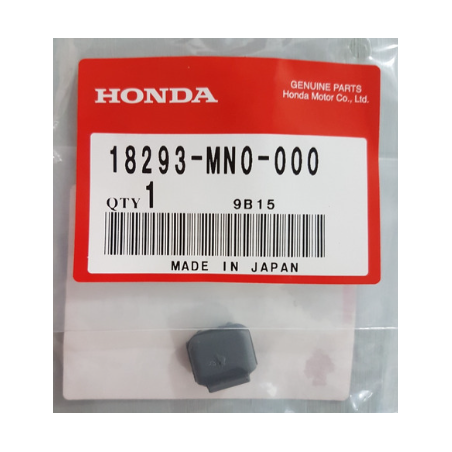 HONDA
GENUINE PARTS
Honda Motor Co., Ltd.
18293-MN0-000
QTY 1
9B15
MADE IN JAPAN